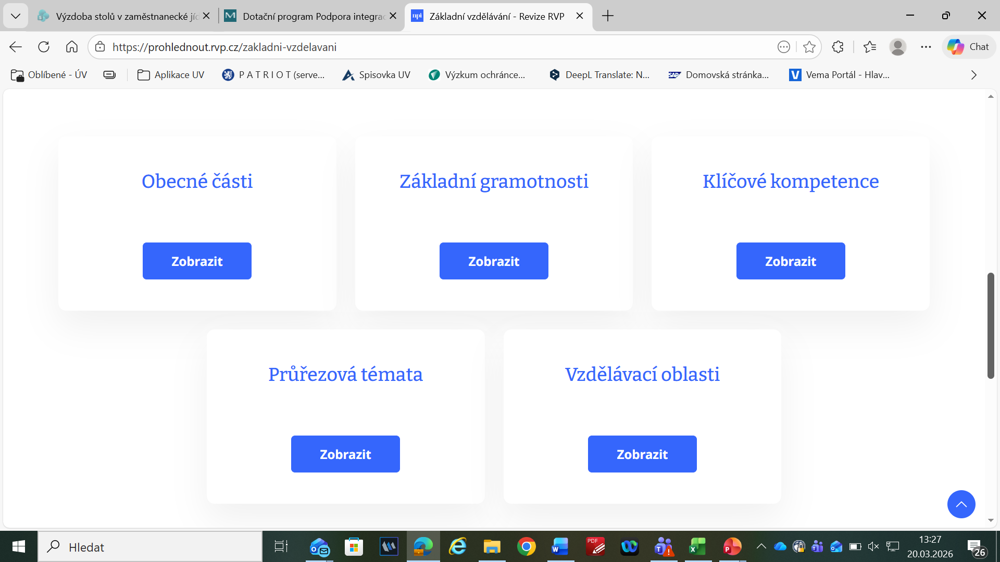 Výzdoba stolů v zaměstnanecké jíd
Dotační program Podpora integrac
npi
Základní vzdělávání - Revize RVP
https://prohlednout.rvp.cz/zakladni-vzdelavani
Chat
Oblíbené - ÚV
Aplikace UV
P A T R I O T (serve...
Spisovka UV
Výzkum ochránce...
DeepL Translate: N...
SAP
Domovská stránka...
Vema Portál - Hlav...
Obecné části
Základní gramotnosti
Klíčové kompetence
Zobrazit
Zobrazit
Zobrazit
Průřezová témata
Vzdělávací oblasti
Zobrazit
Zobrazit
Hledat
PDF
13:27
20.03.2026
26